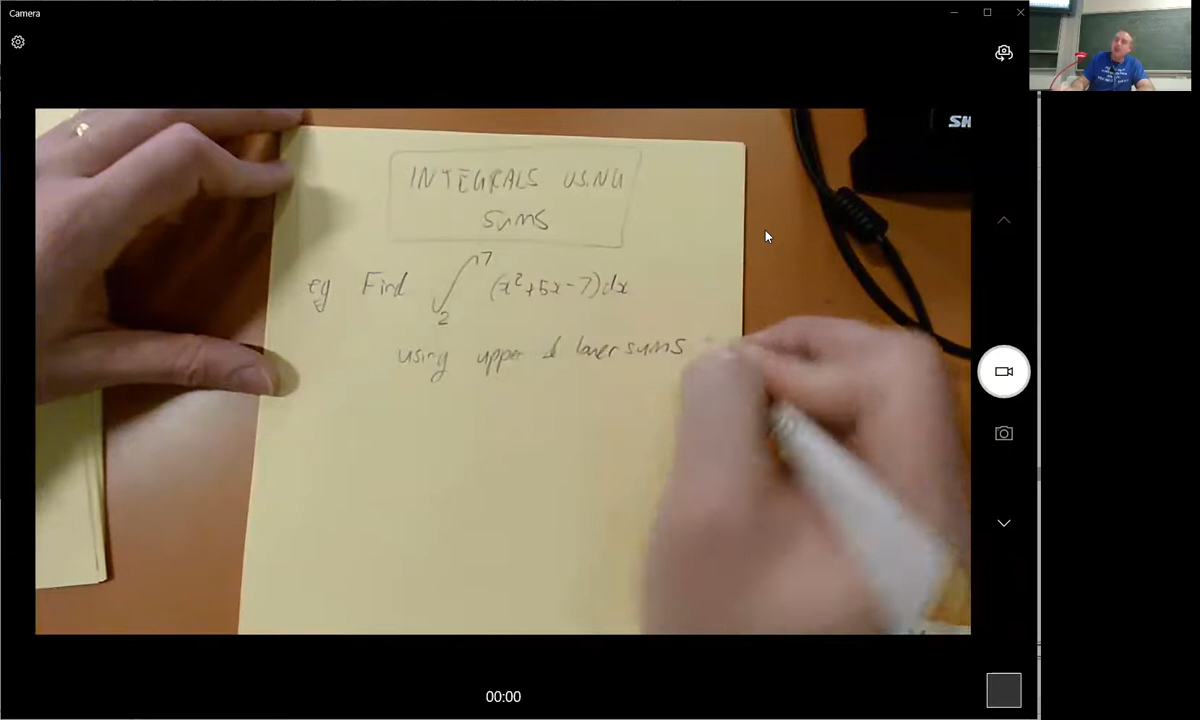 Camera
INTEGRALS USING
SUMS
eg Find ∫₂⁷ (x²+5x-7)dx
using upper & lower sums
00:00